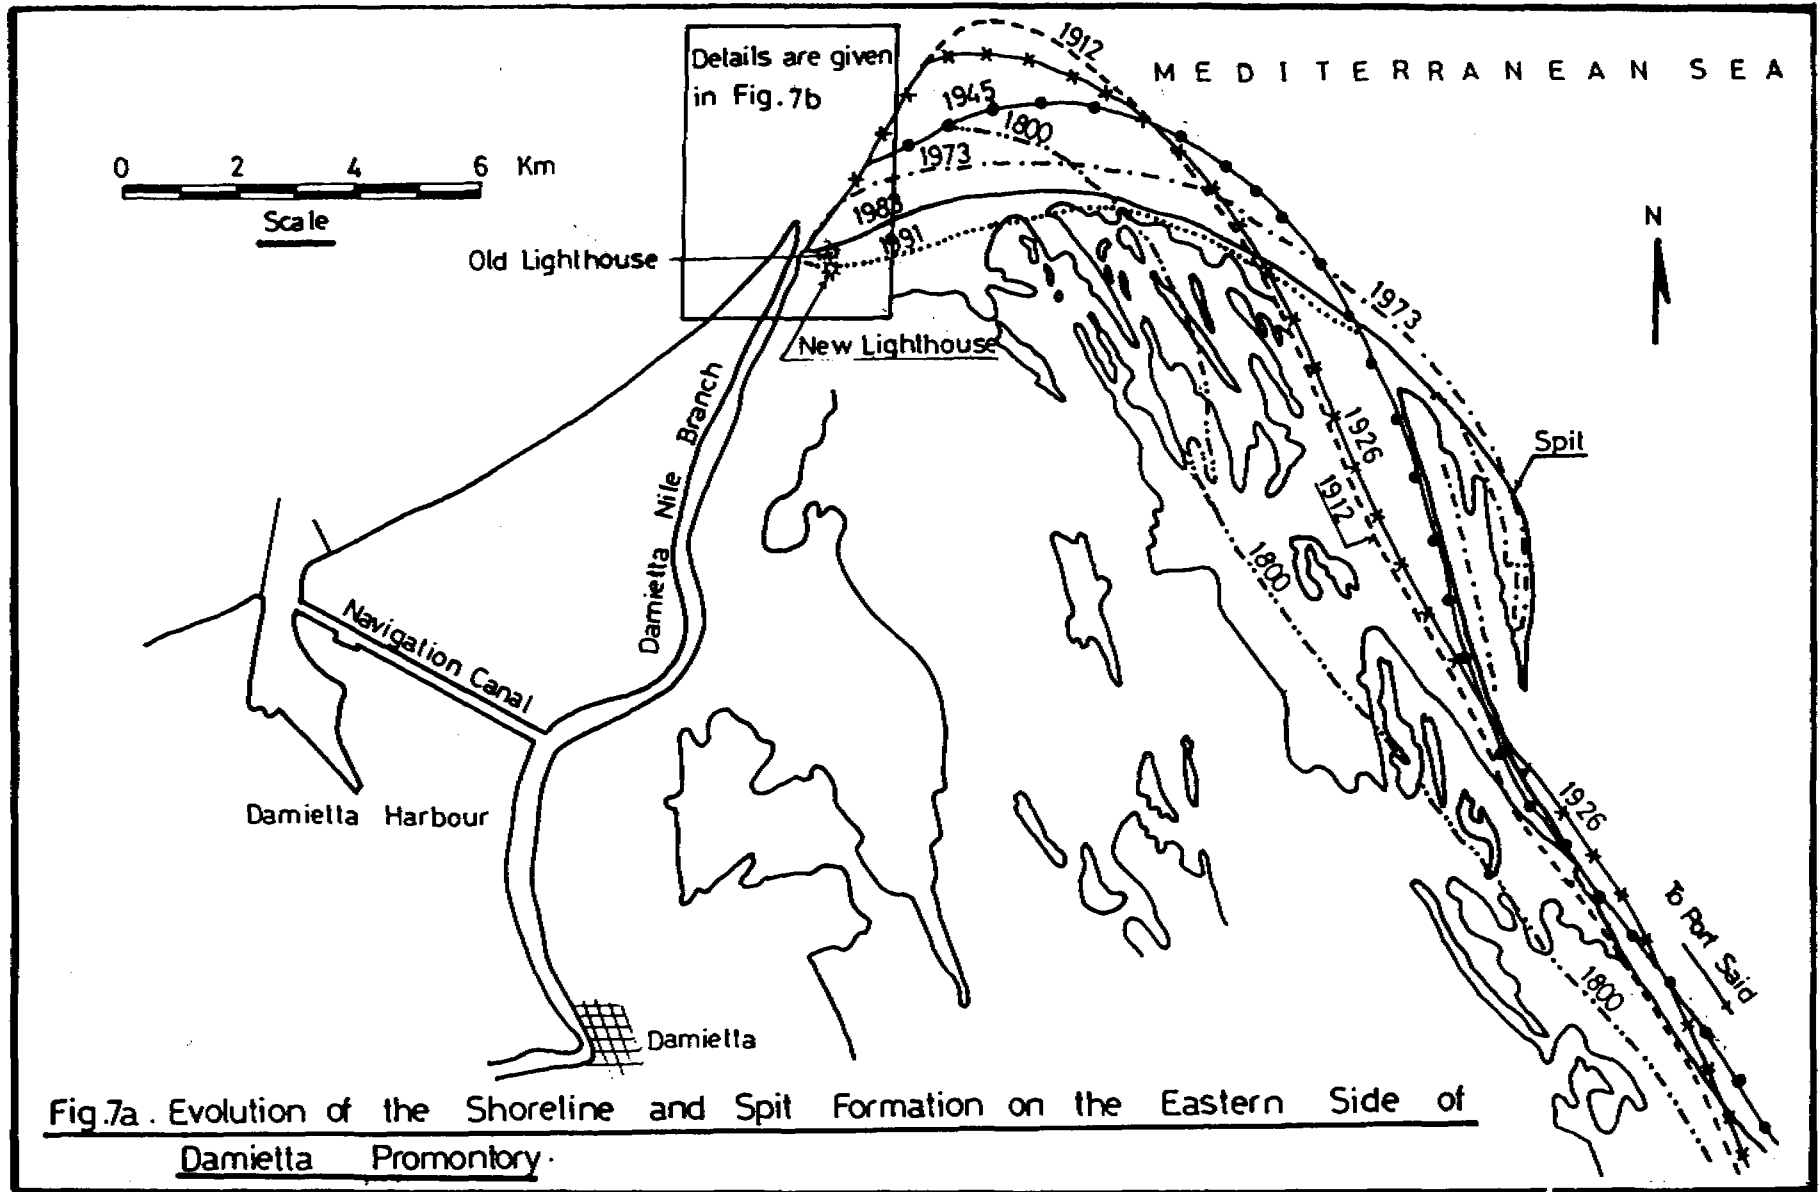 Details are given
in Fig.7b
MEDITERRANEAN SEA
1912
1945
1800
1973
1983
1991
0 2 4 6 Km
Scale
N
Old Lighthouse
New Lighthouse
1973
Spit
1926
1912
1800
Damietta Nile Branch
Navigation Canal
Damietta Harbour
1926
To Port Said
1800
Damietta
Fig.7a. Evolution of the Shoreline and Spit Formation on the Eastern Side of
Damietta Promontory.